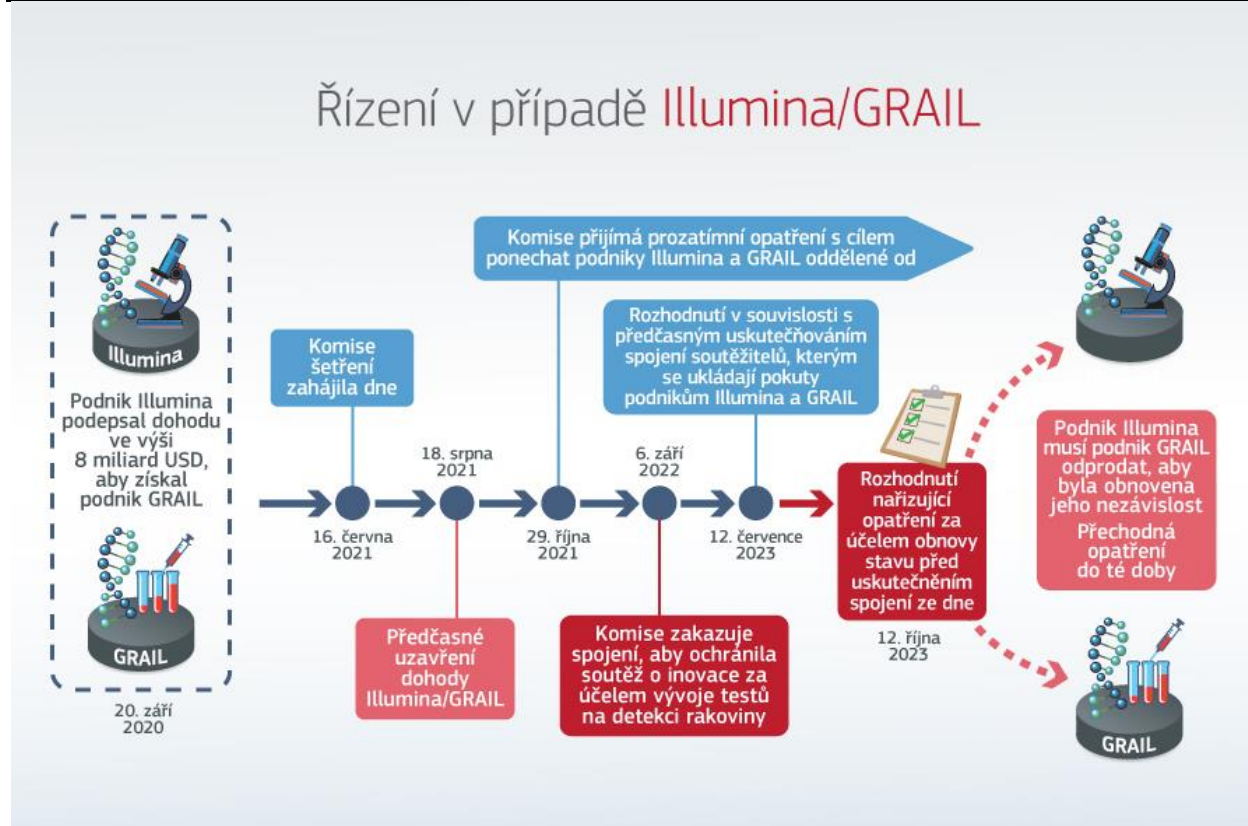 Řízení v případě Illumina/GRAIL
Illumina
Podnik Illumina
podepsal dohodu
ve výši
8 miliard USD,
aby získal
podnik GRAIL
GRAIL
20. září
2020
Komise
šetření
zahájila dne
16. června
2021
18. srpna
2021
Předčasné
uzavření
dohody
Illumina/GRAIL
Komise přijímá prozatímní opatření s cílem
ponechat podniky Illumina a GRAIL oddělené od
29. října
2021
6. září
2022
Komise zakazuje
spojení, aby ochránila
soutěž o inovace za
účelem vývoje testů
na detekci rakoviny
Rozhodnutí v souvislosti s
předčasným uskutečňováním
spojení soutěžitelů, kterým
se ukládají pokuty
podnikům Illumina a GRAIL
12. července
2023
Rozhodnutí
nařizující
opatření za
účelem obnovy
stavu před
uskutečněním
spojení ze dne
12. října
2023
Podnik Illumina
musí podnik GRAIL
odprodat, aby
byla obnovena
jeho nezávislost
Přechodná
opatření
do té doby
GRAIL